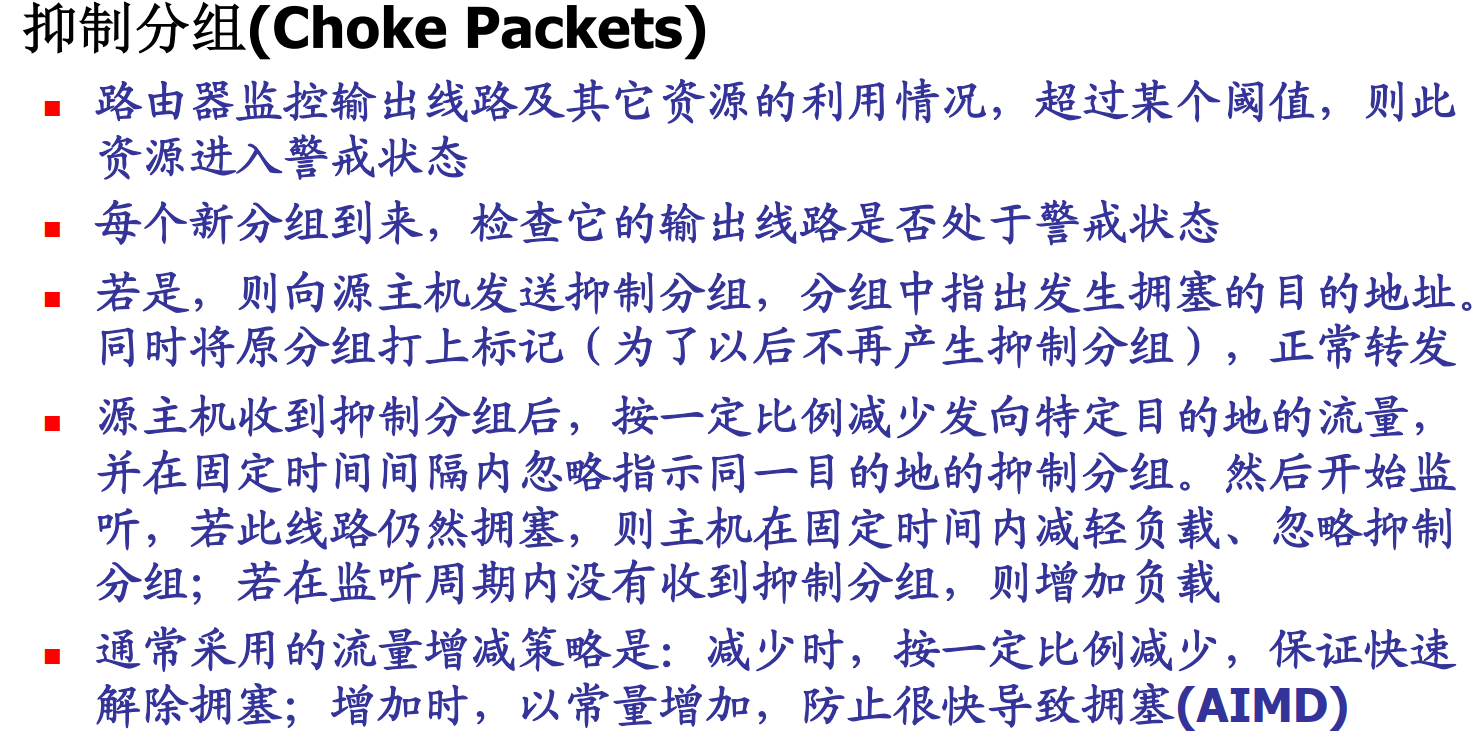 抑制分组(Choke Packets)
路由器监控输出线路及其它资源的利用情况，超过某个阈值，则此
资源进入警戒状态
每个新分组到来，检查它的输出线路是否处于警戒状态
若是，则向源主机发送抑制分组，分组中指出发生拥塞的目的地址。
同时将原分组打上标记（为了以后不再产生抑制分组），正常转发
源主机收到抑制分组后，按一定比例减少发向特定目的地的流量，
并在固定时间间隔内忽略指示同一目的地的抑制分组。然后开始监
听，若此线路仍然拥塞，则主机在固定时间内减轻负载、忽略抑制
分组；若在监听周期内没有收到抑制分组，则增加负载
通常采用的流量增减策略是：减少时，按一定比例减少，保证快速
解除拥塞；增加时，以常量增加，防止很快导致拥塞(AIMD)